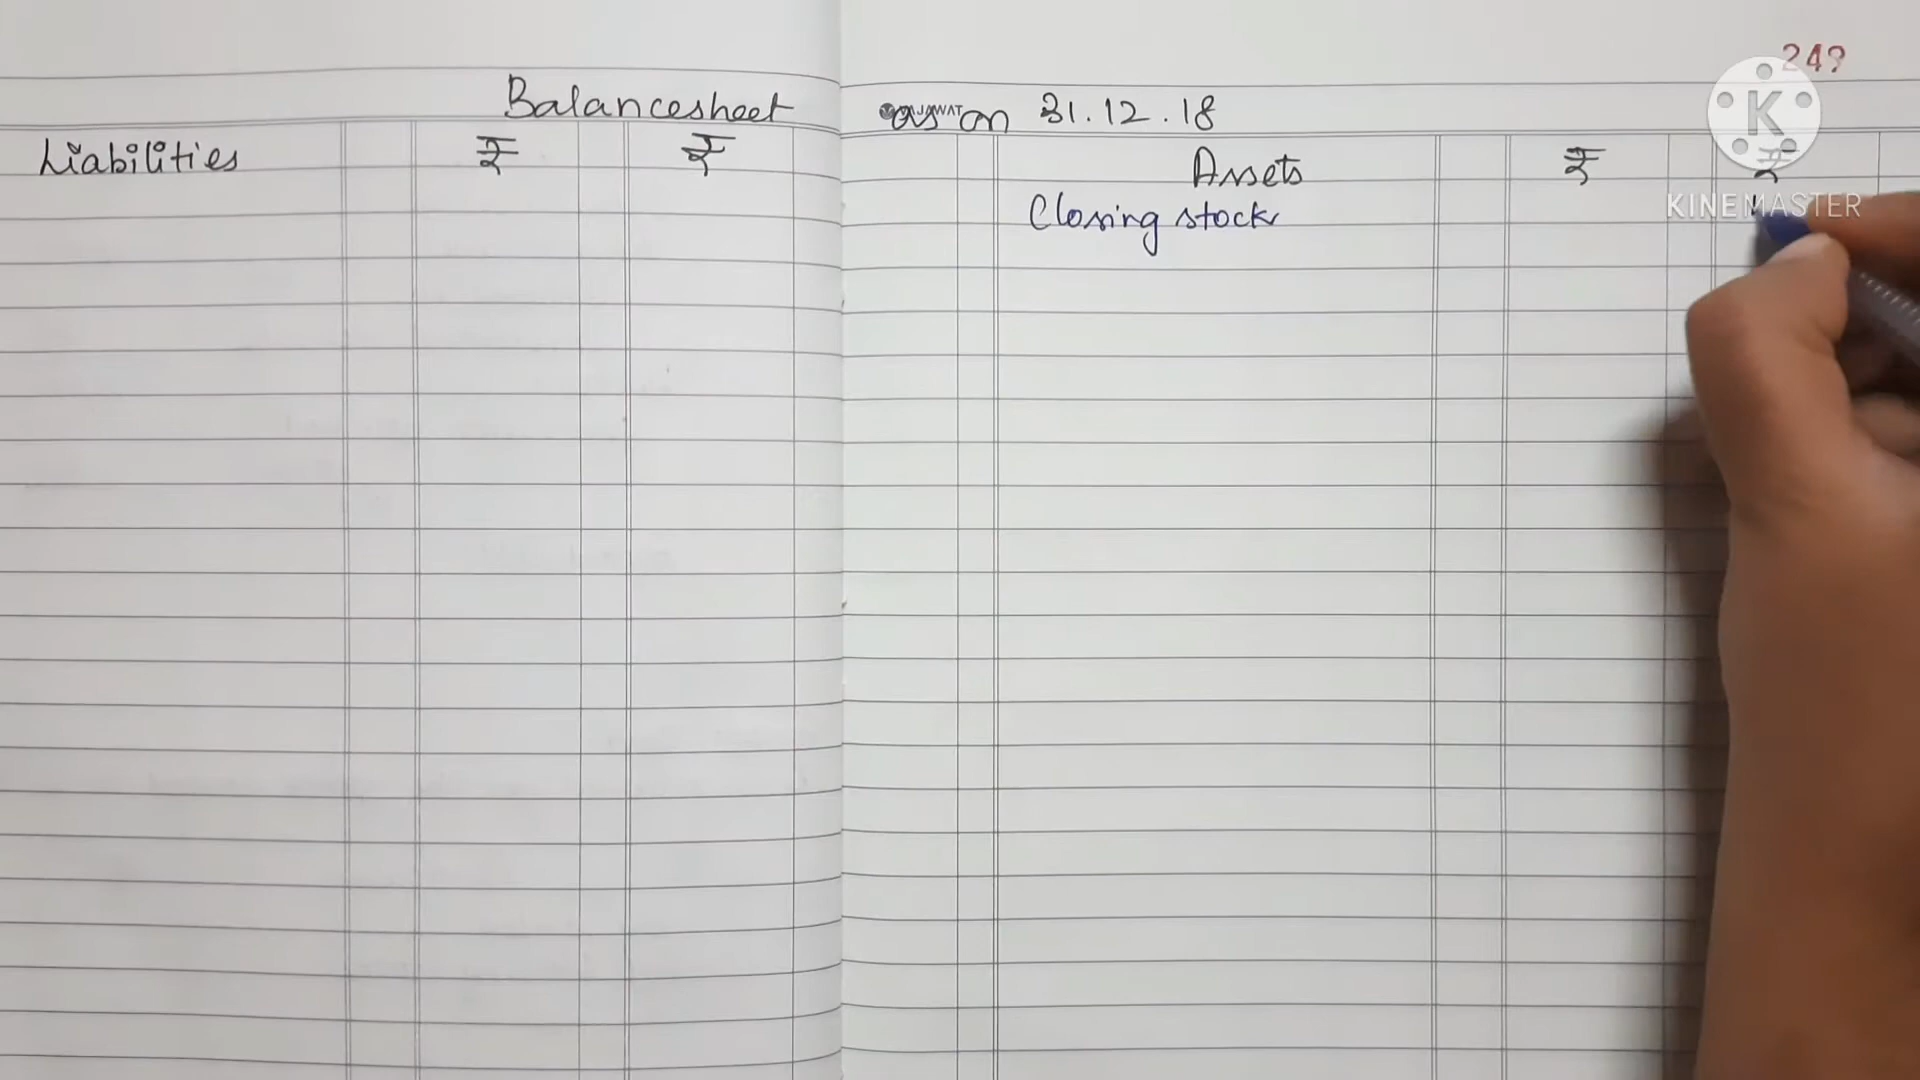 249
K
Balancesheet as on 31.12.18
Liabilities ₹ ₹ Assets ₹ ₹
Closing stock
KINEMASTER